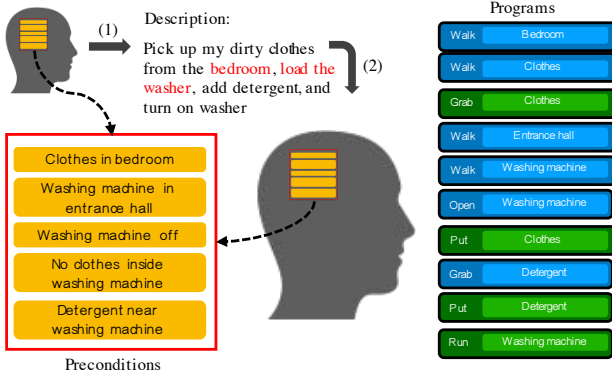 (1)
Description:
Pick up my dirty clothes
from the bedroom, load the
washer, add detergent, and
turn on washer
(2)
Clothes in bedroom
Washing machine in
entrance hall
Washing machine off
No clothes inside
washing machine
Detergent near
washing machine
Preconditions
Programs
Walk Bedroom
Walk Clothes
Grab Clothes
Walk Entrance hall
Walk Washing machine
Open Washing machine
Put Clothes
Grab Detergent
Put Detergent
Run Washing machine